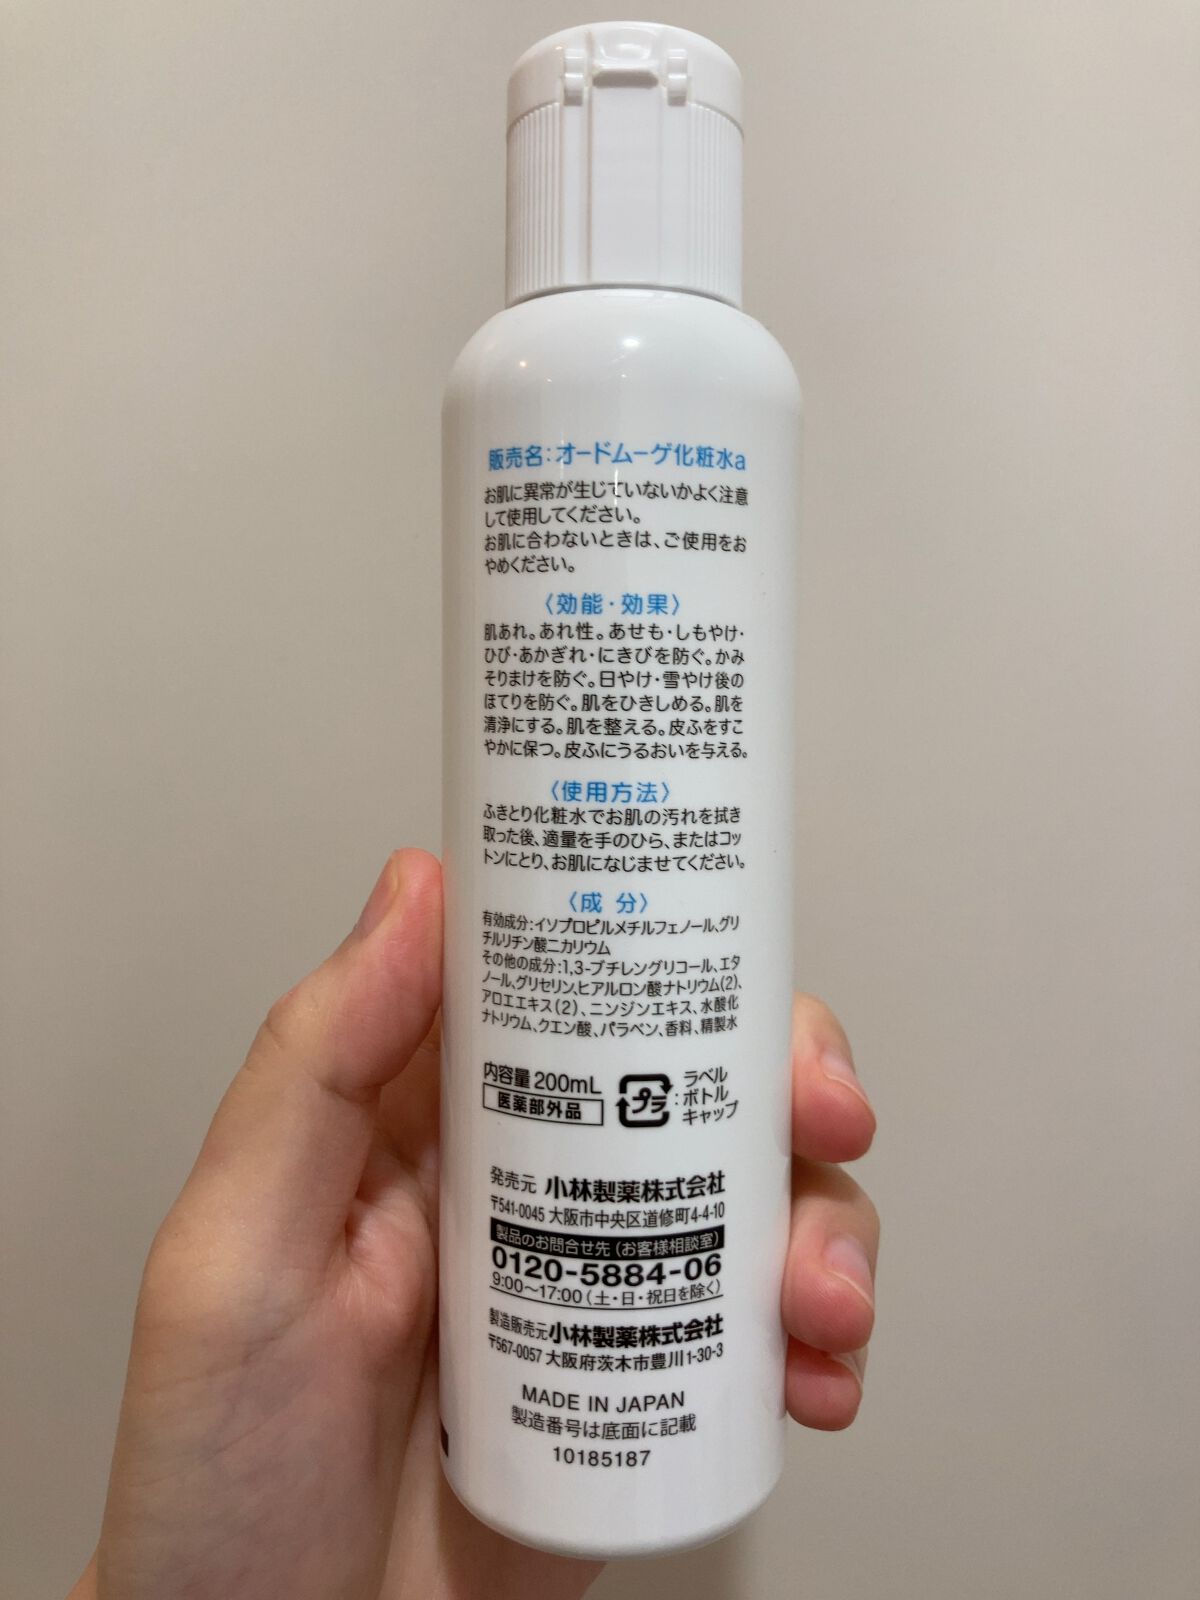 販売名:オードムーゲ化粧水a
お肌に異常が生じていないかよく注意
して使用してください。
お肌に合わないときは、ご使用をお
やめください。
〈効能・効果〉
肌あれ。あれ性。あせも・しもやけ・
ひび・あかぎれ・にきびを防ぐ。かみ
そりまけを防ぐ。日やけ・雪やけ後の
ほてりを防ぐ。肌をひきしめる。肌を
清浄にする。肌を整える。皮ふをすこ
やかに保つ。皮ふにうるおいを与える。
〈使用方法〉
ふきとり化粧水でお肌の汚れを拭き
取った後、適量を手のひら、またはコッ
トンにとり、お肌になじませてください。
〈成 分〉
有効成分:イソプロピルメチルフェノール、グリ
チルリチン酸二カリウム
その他の成分:1,3-ブチレングリコール、エタ
ノール、グリセリン、ヒアルロン酸ナトリウム(2)、
アロエエキス(2)、ニンジンエキス、水酸化
ナトリウム、クエン酸、パラベン、香料、精製水
内容量 200mL
医薬部外品
プラ
:
ラベル
ボトル
キャップ
発売元 小林製薬株式会社
〒541-0045 大阪市中央区道修町4-4-10
製品のお問合せ先(お客様相談室)
0120-5884-06
9:00〜17:00(土・日・祝日を除く)
製造販売元 小林製薬株式会社
〒567-0057 大阪府茨木市豊川1-30-3
MADE IN JAPAN
製造番号は底面に記載
10185187